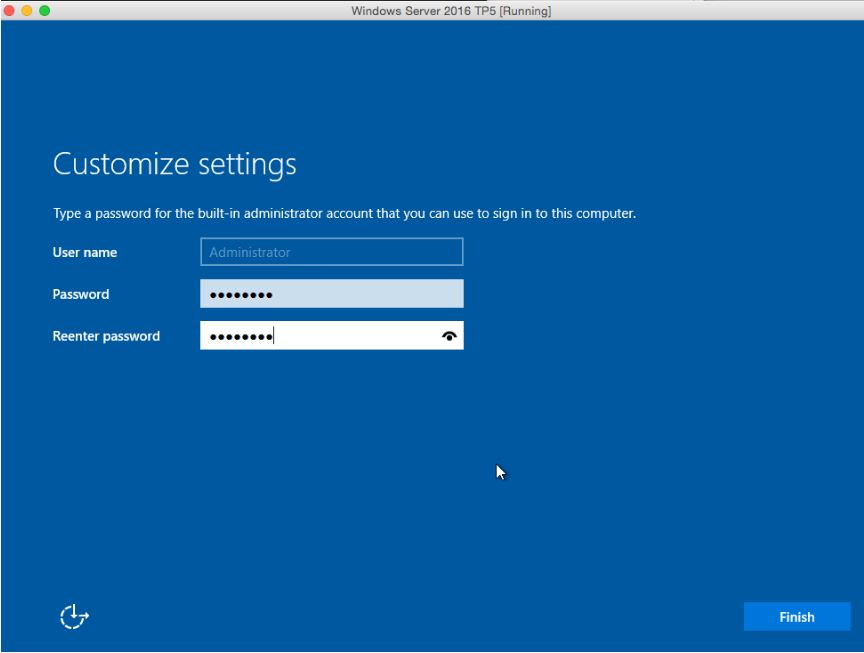 Windows Server 2016 TP5 [Running]
Customize settings
Type a password for the built-in administrator account that you can use to sign in to this computer.
User name
Administrator
Password
●●●●●●●●
Reenter password
●●●●●●●●
Finish